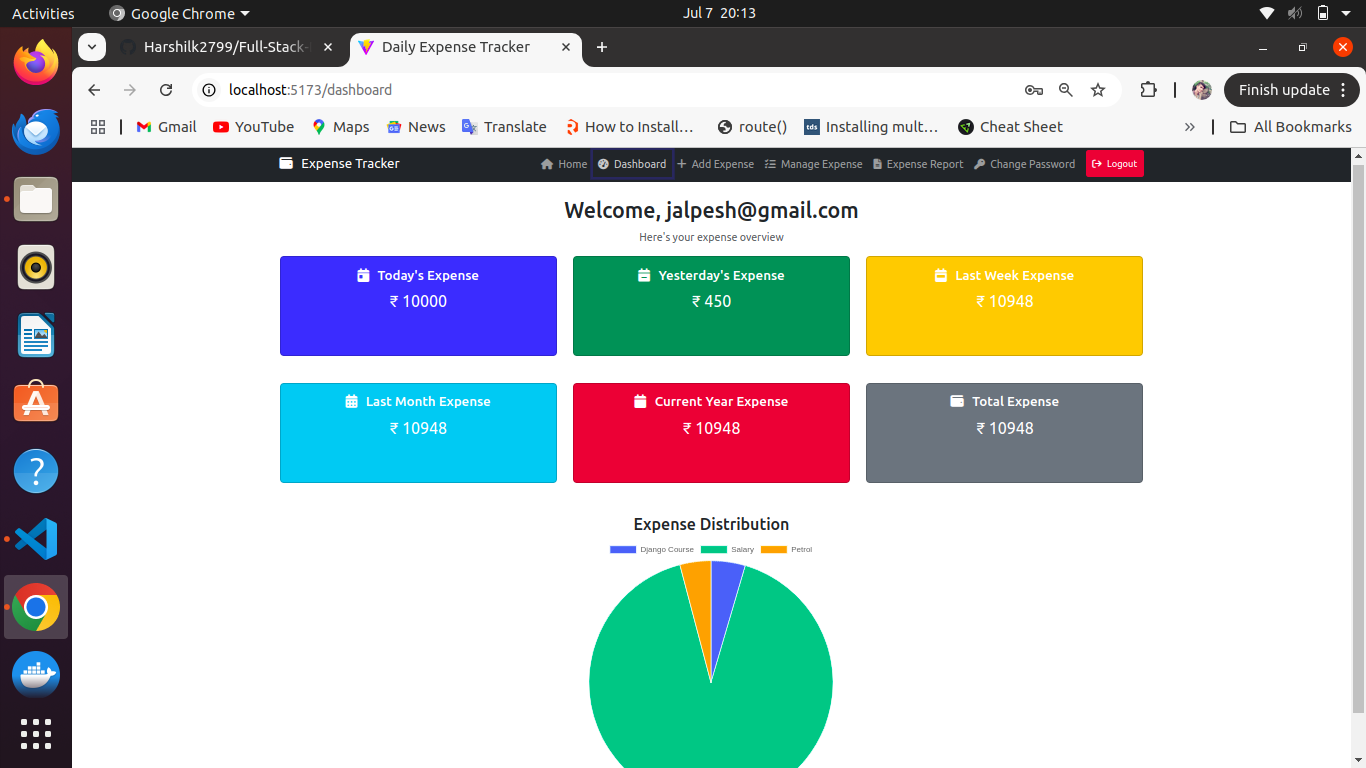 Activities
Google Chrome
Jul 7 20:13
Harshilk2799/Full-Stack-
Daily Expense Tracker
localhost:5173/dashboard
Finish update
Gmail
YouTube
Maps
News
Translate
How to Install…
route()
tds
Installing mult…
Cheat Sheet
All Bookmarks
Expense Tracker
Home
Dashboard
Add Expense
Manage Expense
Expense Report
Change Password
Logout
Welcome, jalpesh@gmail.com
Here's your expense overview
Today's Expense
₹ 10000
Yesterday's Expense
₹ 450
Last Week Expense
₹ 10948
Last Month Expense
₹ 10948
Current Year Expense
₹ 10948
Total Expense
₹ 10948
Expense Distribution
Django Course
Salary
Petrol